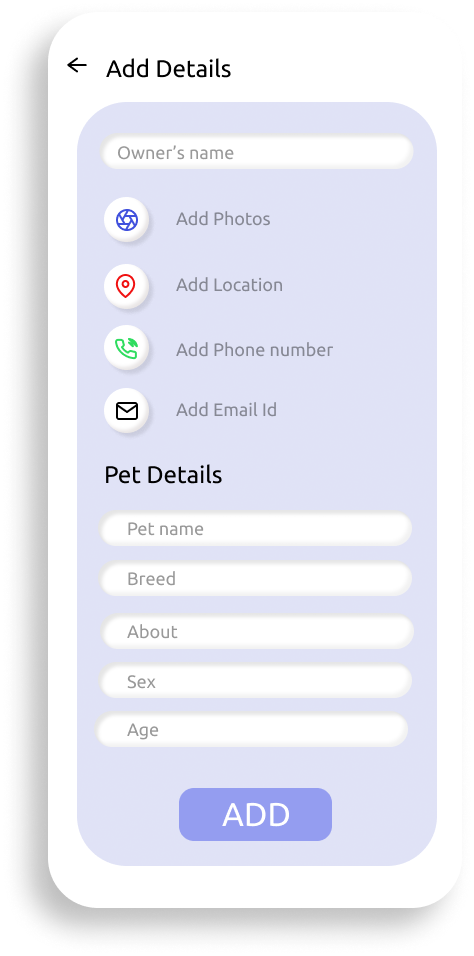 Add Details
Owner’s name
Add Photos
Add Location
Add Phone number
Add Email Id
Pet Details
Pet name
Breed
About
Sex
Age
ADD